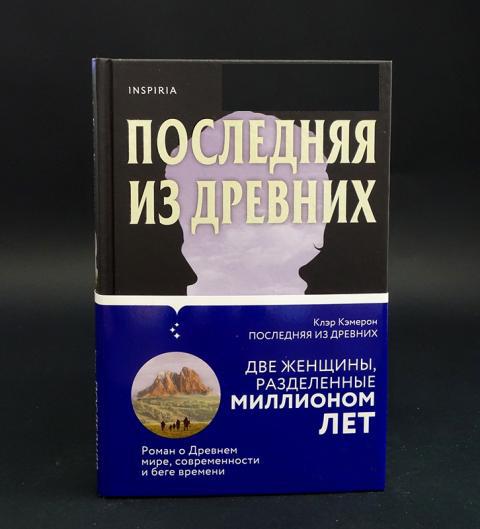 INSPIRIA
ПОСЛЕДНЯЯ
ИЗ ДРЕВНИХ
Клэр Кэмерон
ПОСЛЕДНЯЯ ИЗ ДРЕВНИХ
ДВЕ ЖЕНЩИНЫ,
РАЗДЕЛЕННЫЕ
МИЛЛИОНОМ
ЛЕТ
Роман о Древнем
мире, современности
и беге времени